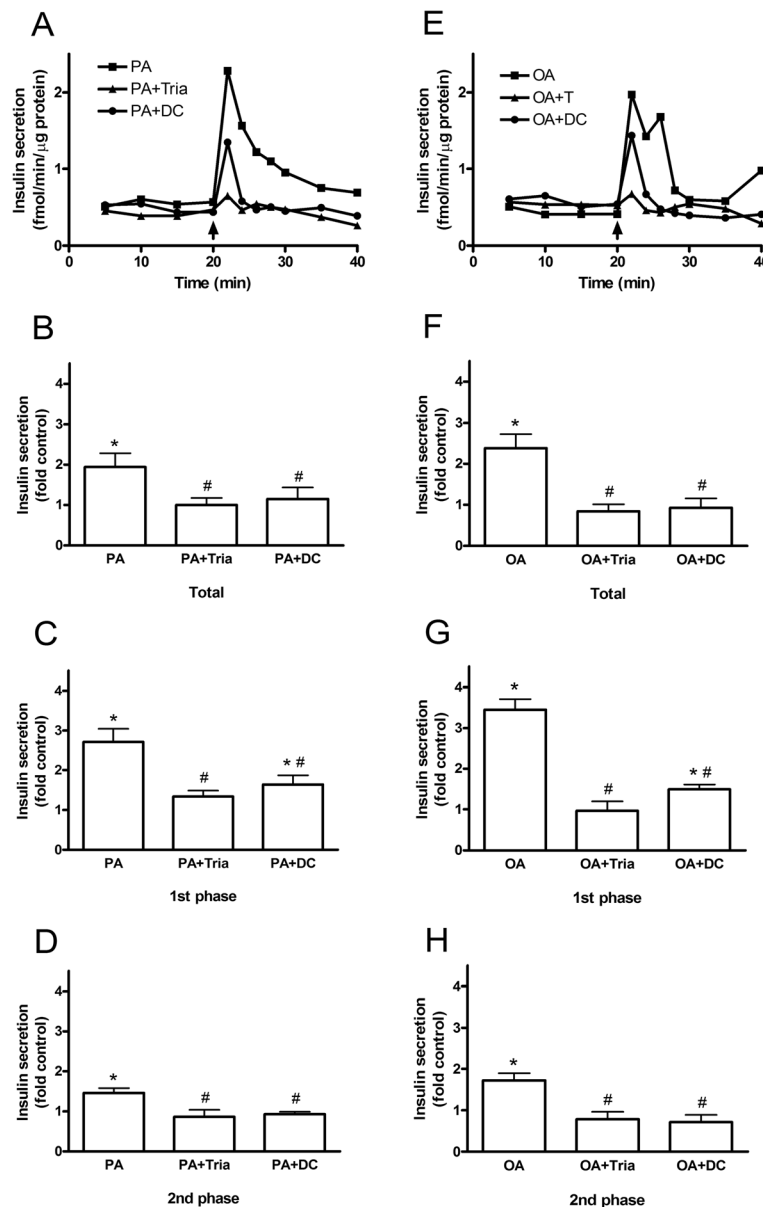 A
Insulin secretion
(fmol/min/µg protein)
2
1
0
PA
PA+Tria
PA+DC
0
10
20
30
40
Time (min)
E
Insulin secretion
(fmol/min/µg protein)
2
1
0
OA
OA+T
OA+DC
0
10
20
30
40
Time (min)
B
Insulin secretion
(fold control)
4
3
2
1
0
*
#
#
PA
PA+Tria
PA+DC
Total
F
Insulin secretion
(fold control)
4
3
2
1
0
*
#
#
OA
OA+Tria
OA+DC
Total
C
Insulin secretion
(fold control)
4
3
2
1
0
*
#
* #
PA
PA+Tria
PA+DC
1st phase
G
Insulin secretion
(fold control)
4
3
2
1
0
*
#
* #
OA
OA+Tria
OA+DC
1st phase
D
Insulin secretion
(fold control)
4
3
2
1
0
*
#
#
PA
PA+Tria
PA+DC
2nd phase
H
Insulin secretion
(fold control)
4
3
2
1
0
*
#
#
OA
OA+Tria
OA+DC
2nd phase